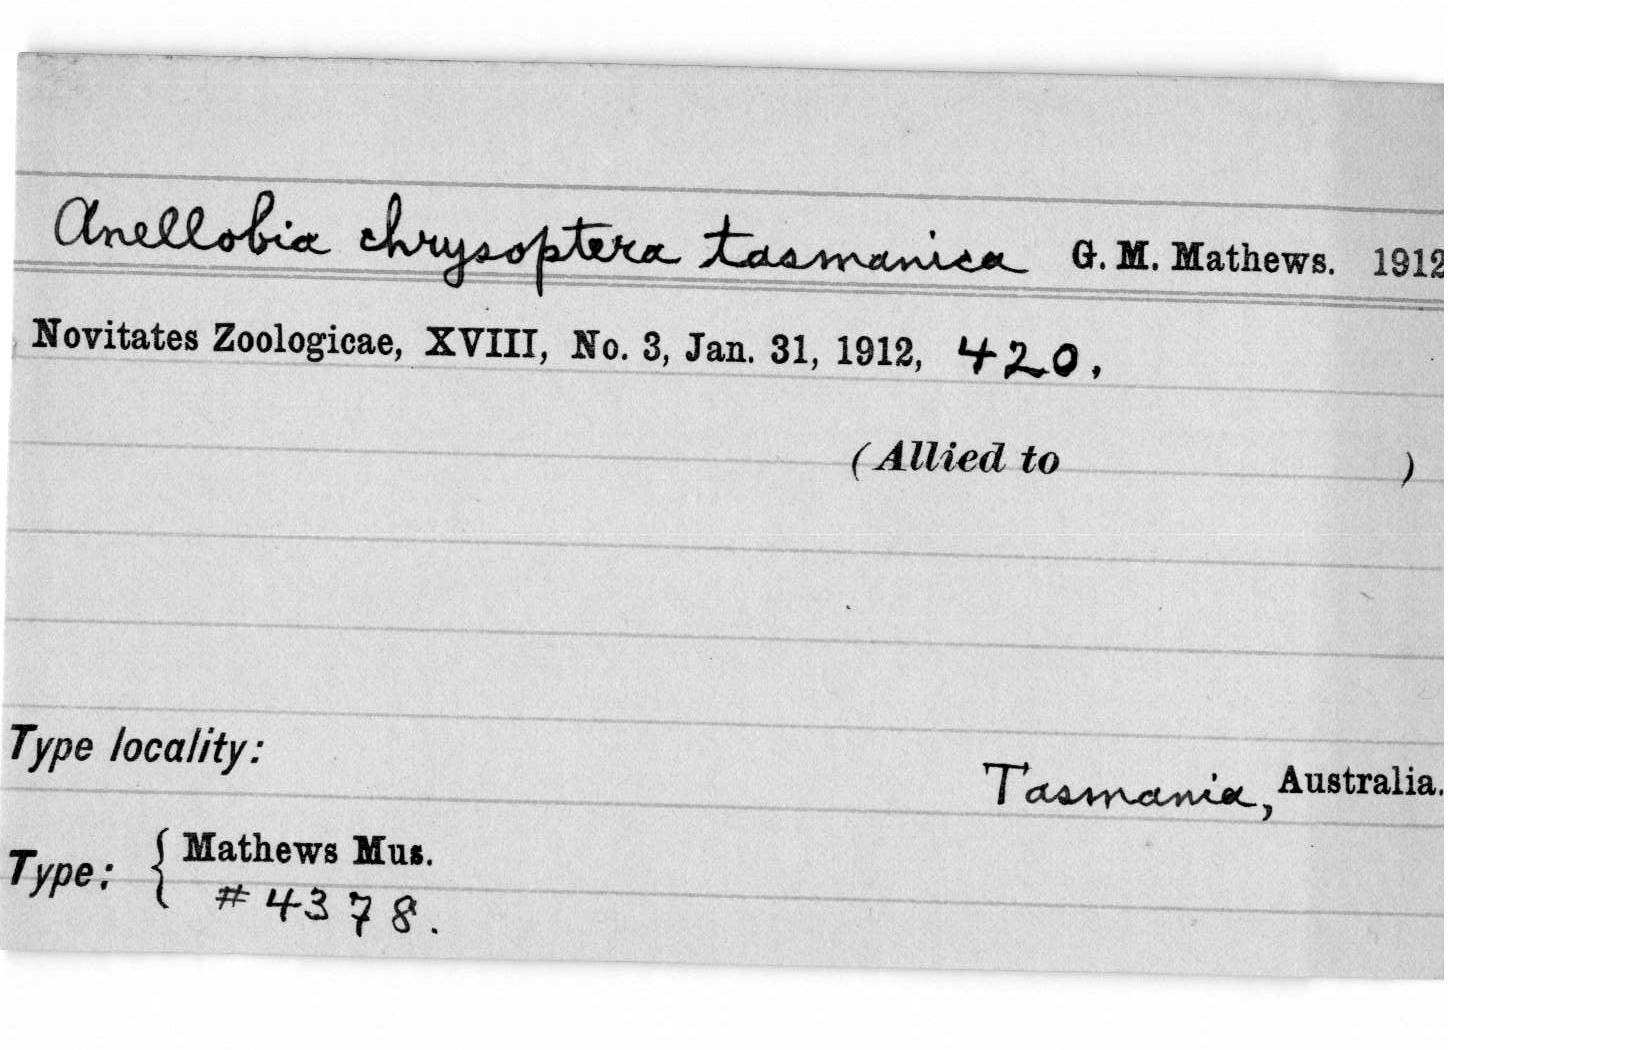 Anellobia chrysoptera tasmanica G. M. Mathews. 1912
Novitates Zoologicae, XVIII, No. 3, Jan. 31, 1912, 420.
(Allied to )
Type locality:
Tasmania, Australia.
Type: { Mathews Mus.
# 4378.